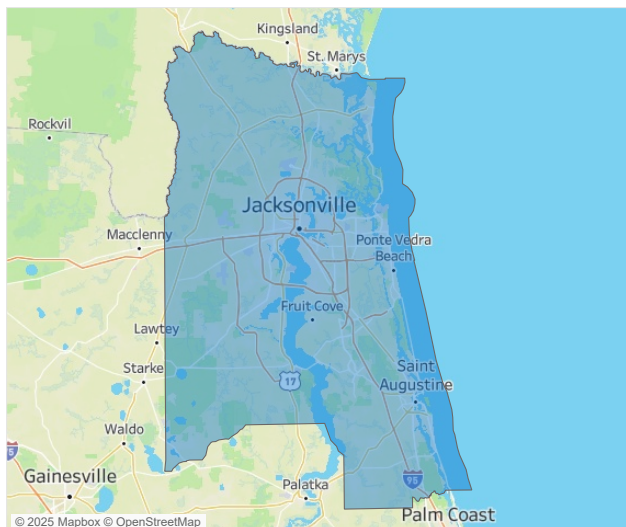 Kingsland
St. Marys
Rockvil
Jacksonville
Macclenny
Ponte Vedra
Beach
Fruit Cove
Lawtey
Starke
17
Saint
Augustine
Waldo
5
Gainesville
Palatka
95
Palm Coast
© 2025 Mapbox © OpenStreetMap